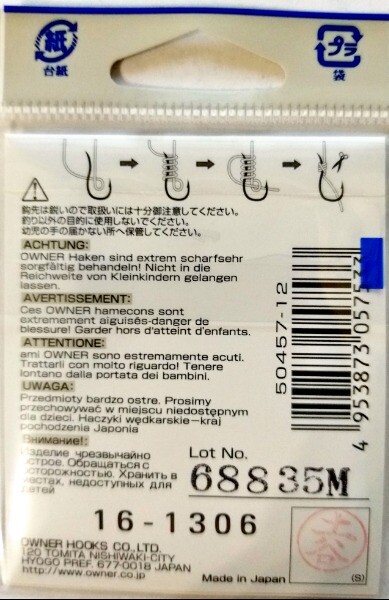 紙
台紙
プラ
袋
鈎先は鋭いので取扱いには十分御注意してください。
釣り以外の目的に使用しないでください。
幼児の手の届かない所へ保管してください。
ACHTUNG:
OWNER Haken sind extrem scharfsehr
sorgfältig behandeln! Nicht in die
Reichweite von Kleinkindern gelangen
lassen.
AVERTISSEMENT:
Ces OWNER hamecons sont
extremement aiguisés-danger de
biessure! Garder hors d'atteint d'enfants.
ATTENTIONE:
ami OWNER sono estremamente acuti.
Trattarli con molto riguardo! Tenere
lontano dalla portata dei bambini.
UWAGA:
Przedmioty bardzo ostre. Prosimy
przechowywać w miejscu niedostępnym
dla dzieci. Haczyki wędkarskie-kraj
pochodzenia Japonia
Внимание!:
Изделие чрезвычайно
острое. Обращаться с
осторожностью. Хранить в
местах, недоступных для
детей
50457-12
4 953873 057533
Lot No.
68835M
16-1306
OWNER HOOKS CO.,LTD.
120 TOMITA NISHIWAKI-CITY
HYOGO PREF. 677-0018 JAPAN
http://www.owner.co.jp
Made in Japan
(S)